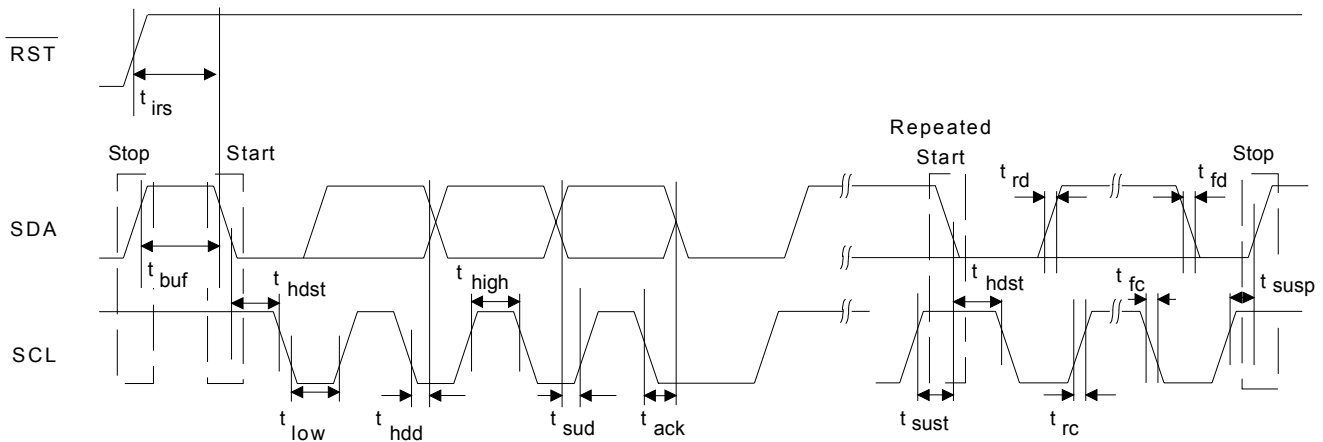 RST
t irs
Repeated
Stop
Start
Start
Stop
t rd
t fd
SDA
t buf
t hdst
t high
t hdst
t fc
t susp
SCL
t low
t hdd
t sud
t ack
t sust
t rc